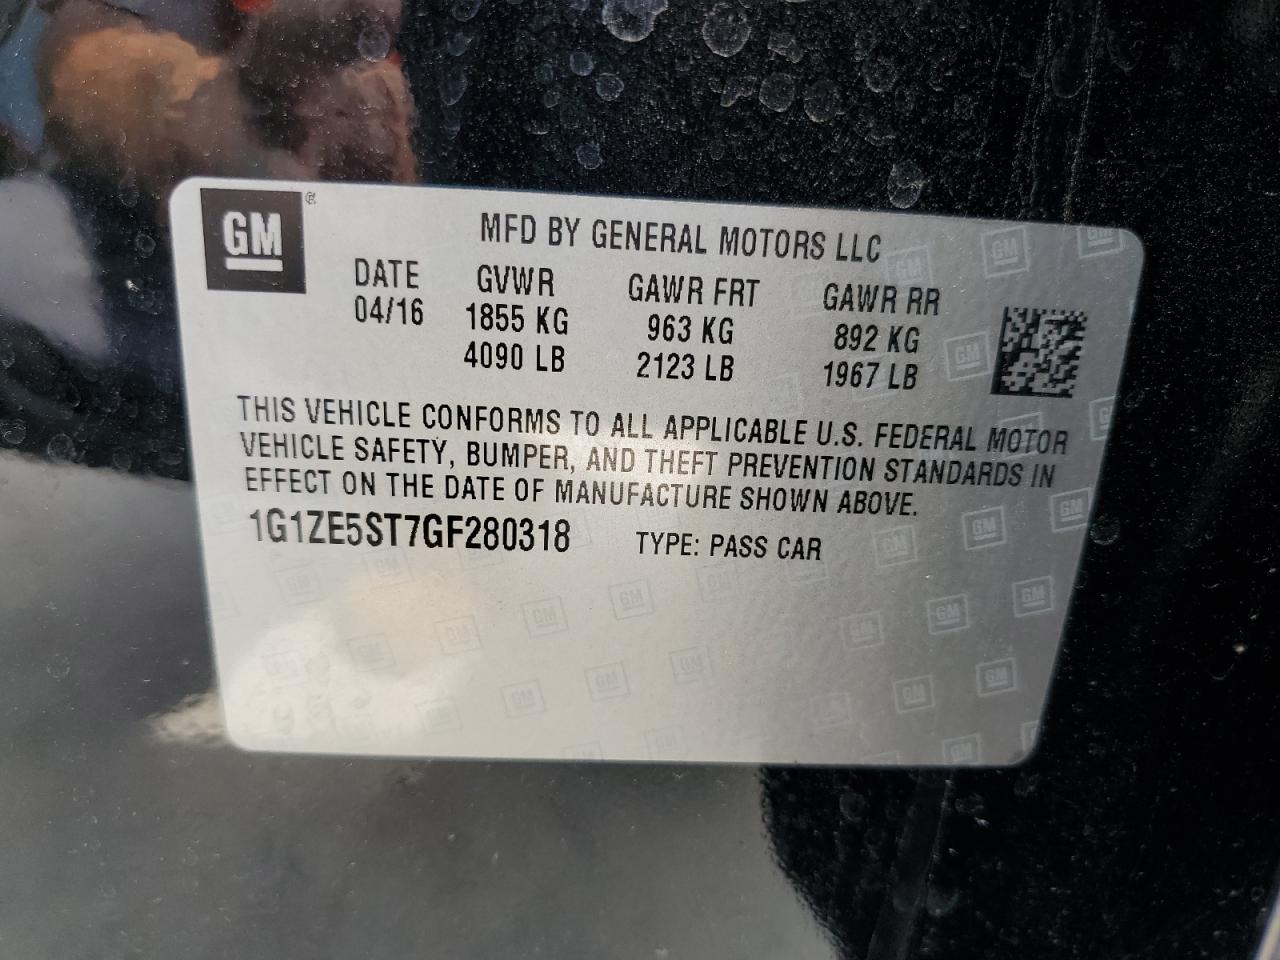 GM
MFD BY GENERAL MOTORS LLC
DATE GVWR GAWR FRT GAWR RR
04/16 1855 KG 963 KG 892 KG
4090 LB 2123 LB 1967 LB
THIS VEHICLE CONFORMS TO ALL APPLICABLE U.S. FEDERAL MOTOR
VEHICLE SAFETY, BUMPER, AND THEFT PREVENTION STANDARDS IN
EFFECT ON THE DATE OF MANUFACTURE SHOWN ABOVE.
1G1ZE5ST7GF280318 TYPE: PASS CAR